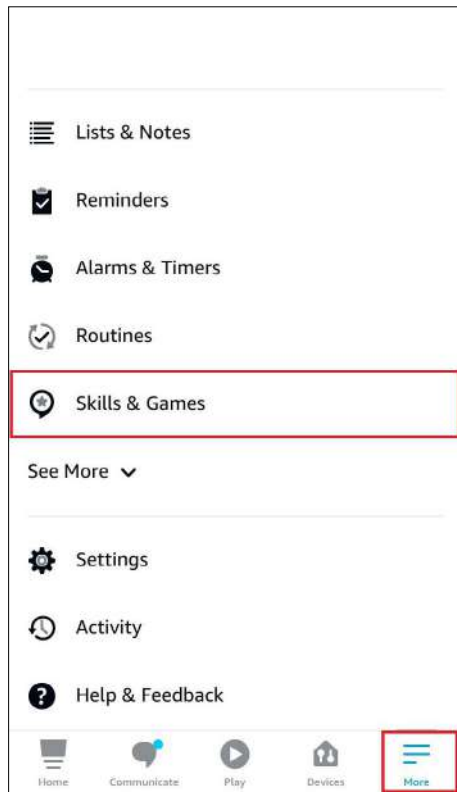 Lists & Notes
Reminders
Alarms & Timers
Routines
Skills & Games
See More
Settings
Activity
Help & Feedback
Home Communicate Play Devices More